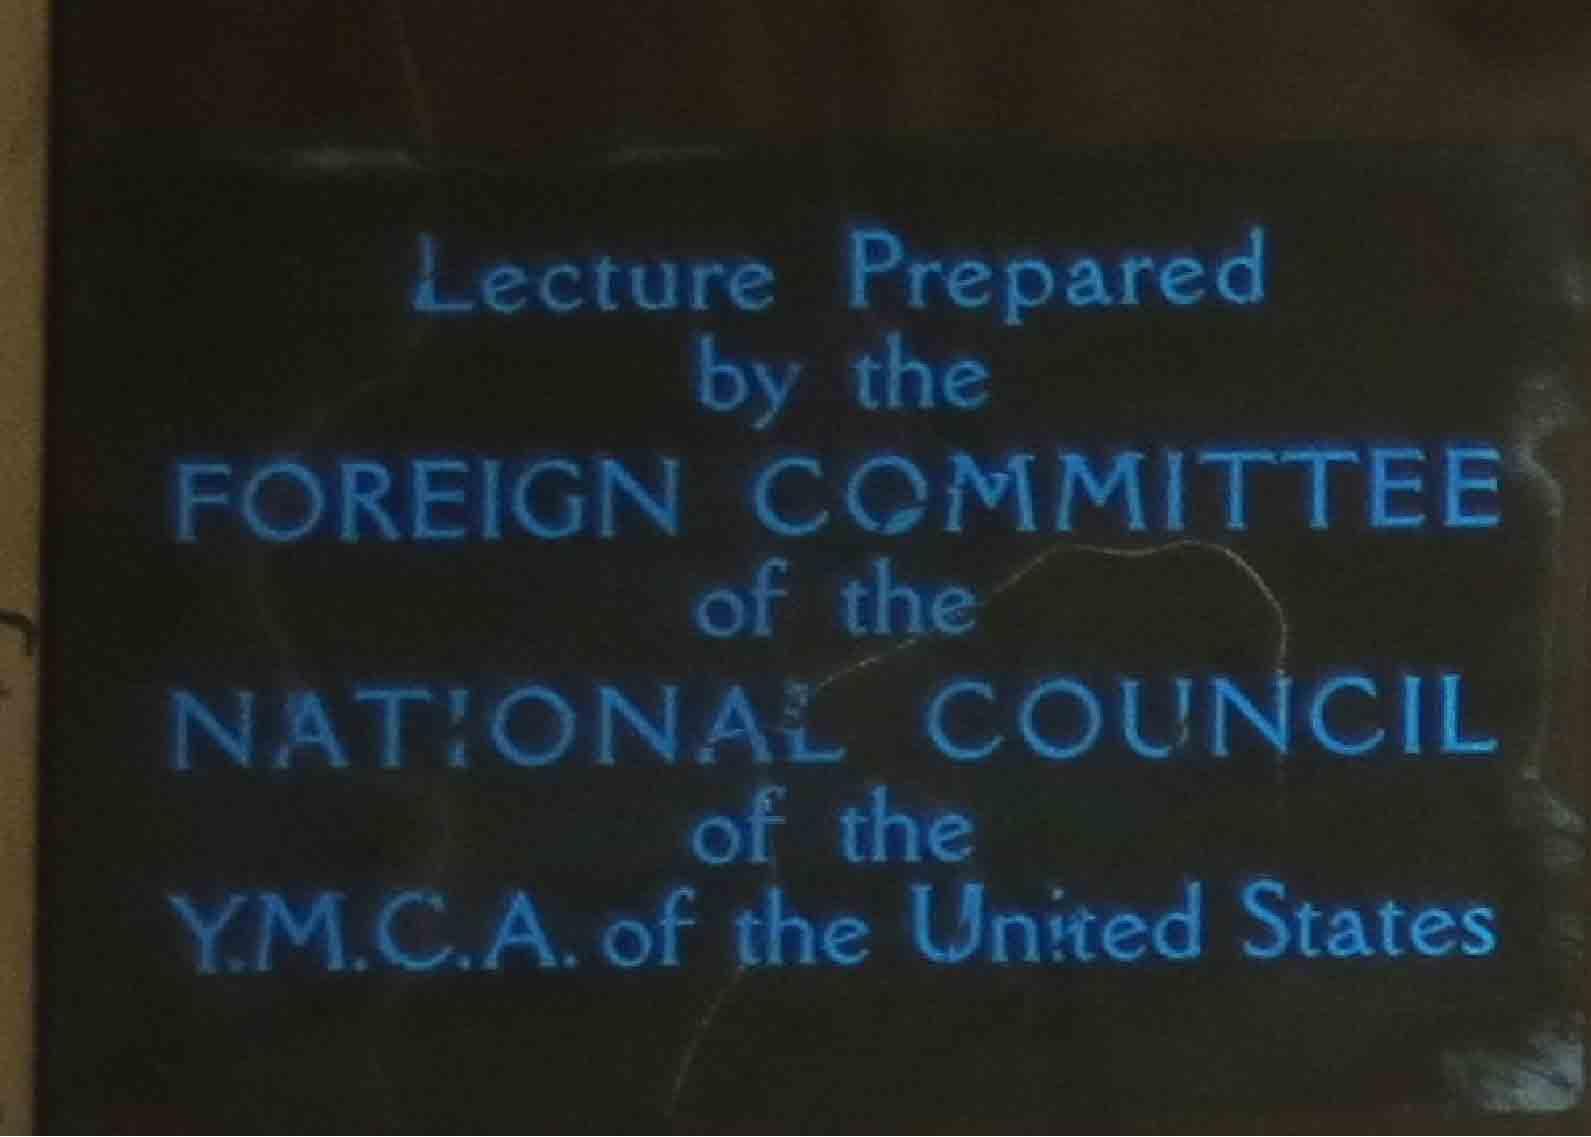 Lecture Prepared
by the
FOREIGN COMMITTEE
of the
NATIONAL COUNCIL
of the
Y.M.C.A. of the United States